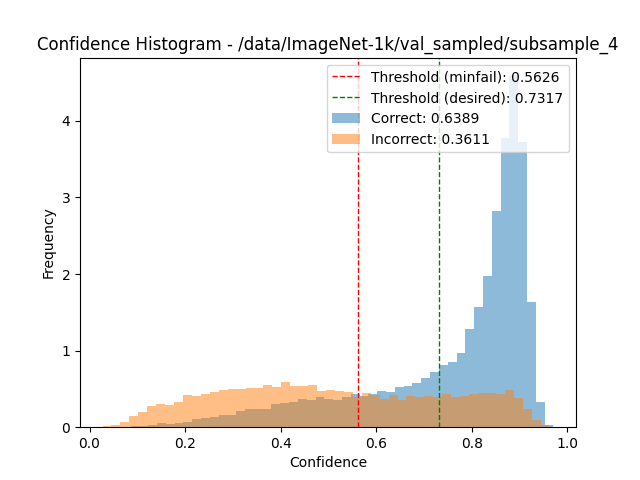 Confidence Histogram - /data/ImageNet-1k/val_sampled/subsample_4
Threshold (minfail): 0.5626
Threshold (desired): 0.7317
Correct: 0.6389
Incorrect: 0.3611
Frequency
4
3
2
1
0
0.0 0.2 0.4 0.6 0.8 1.0
Confidence